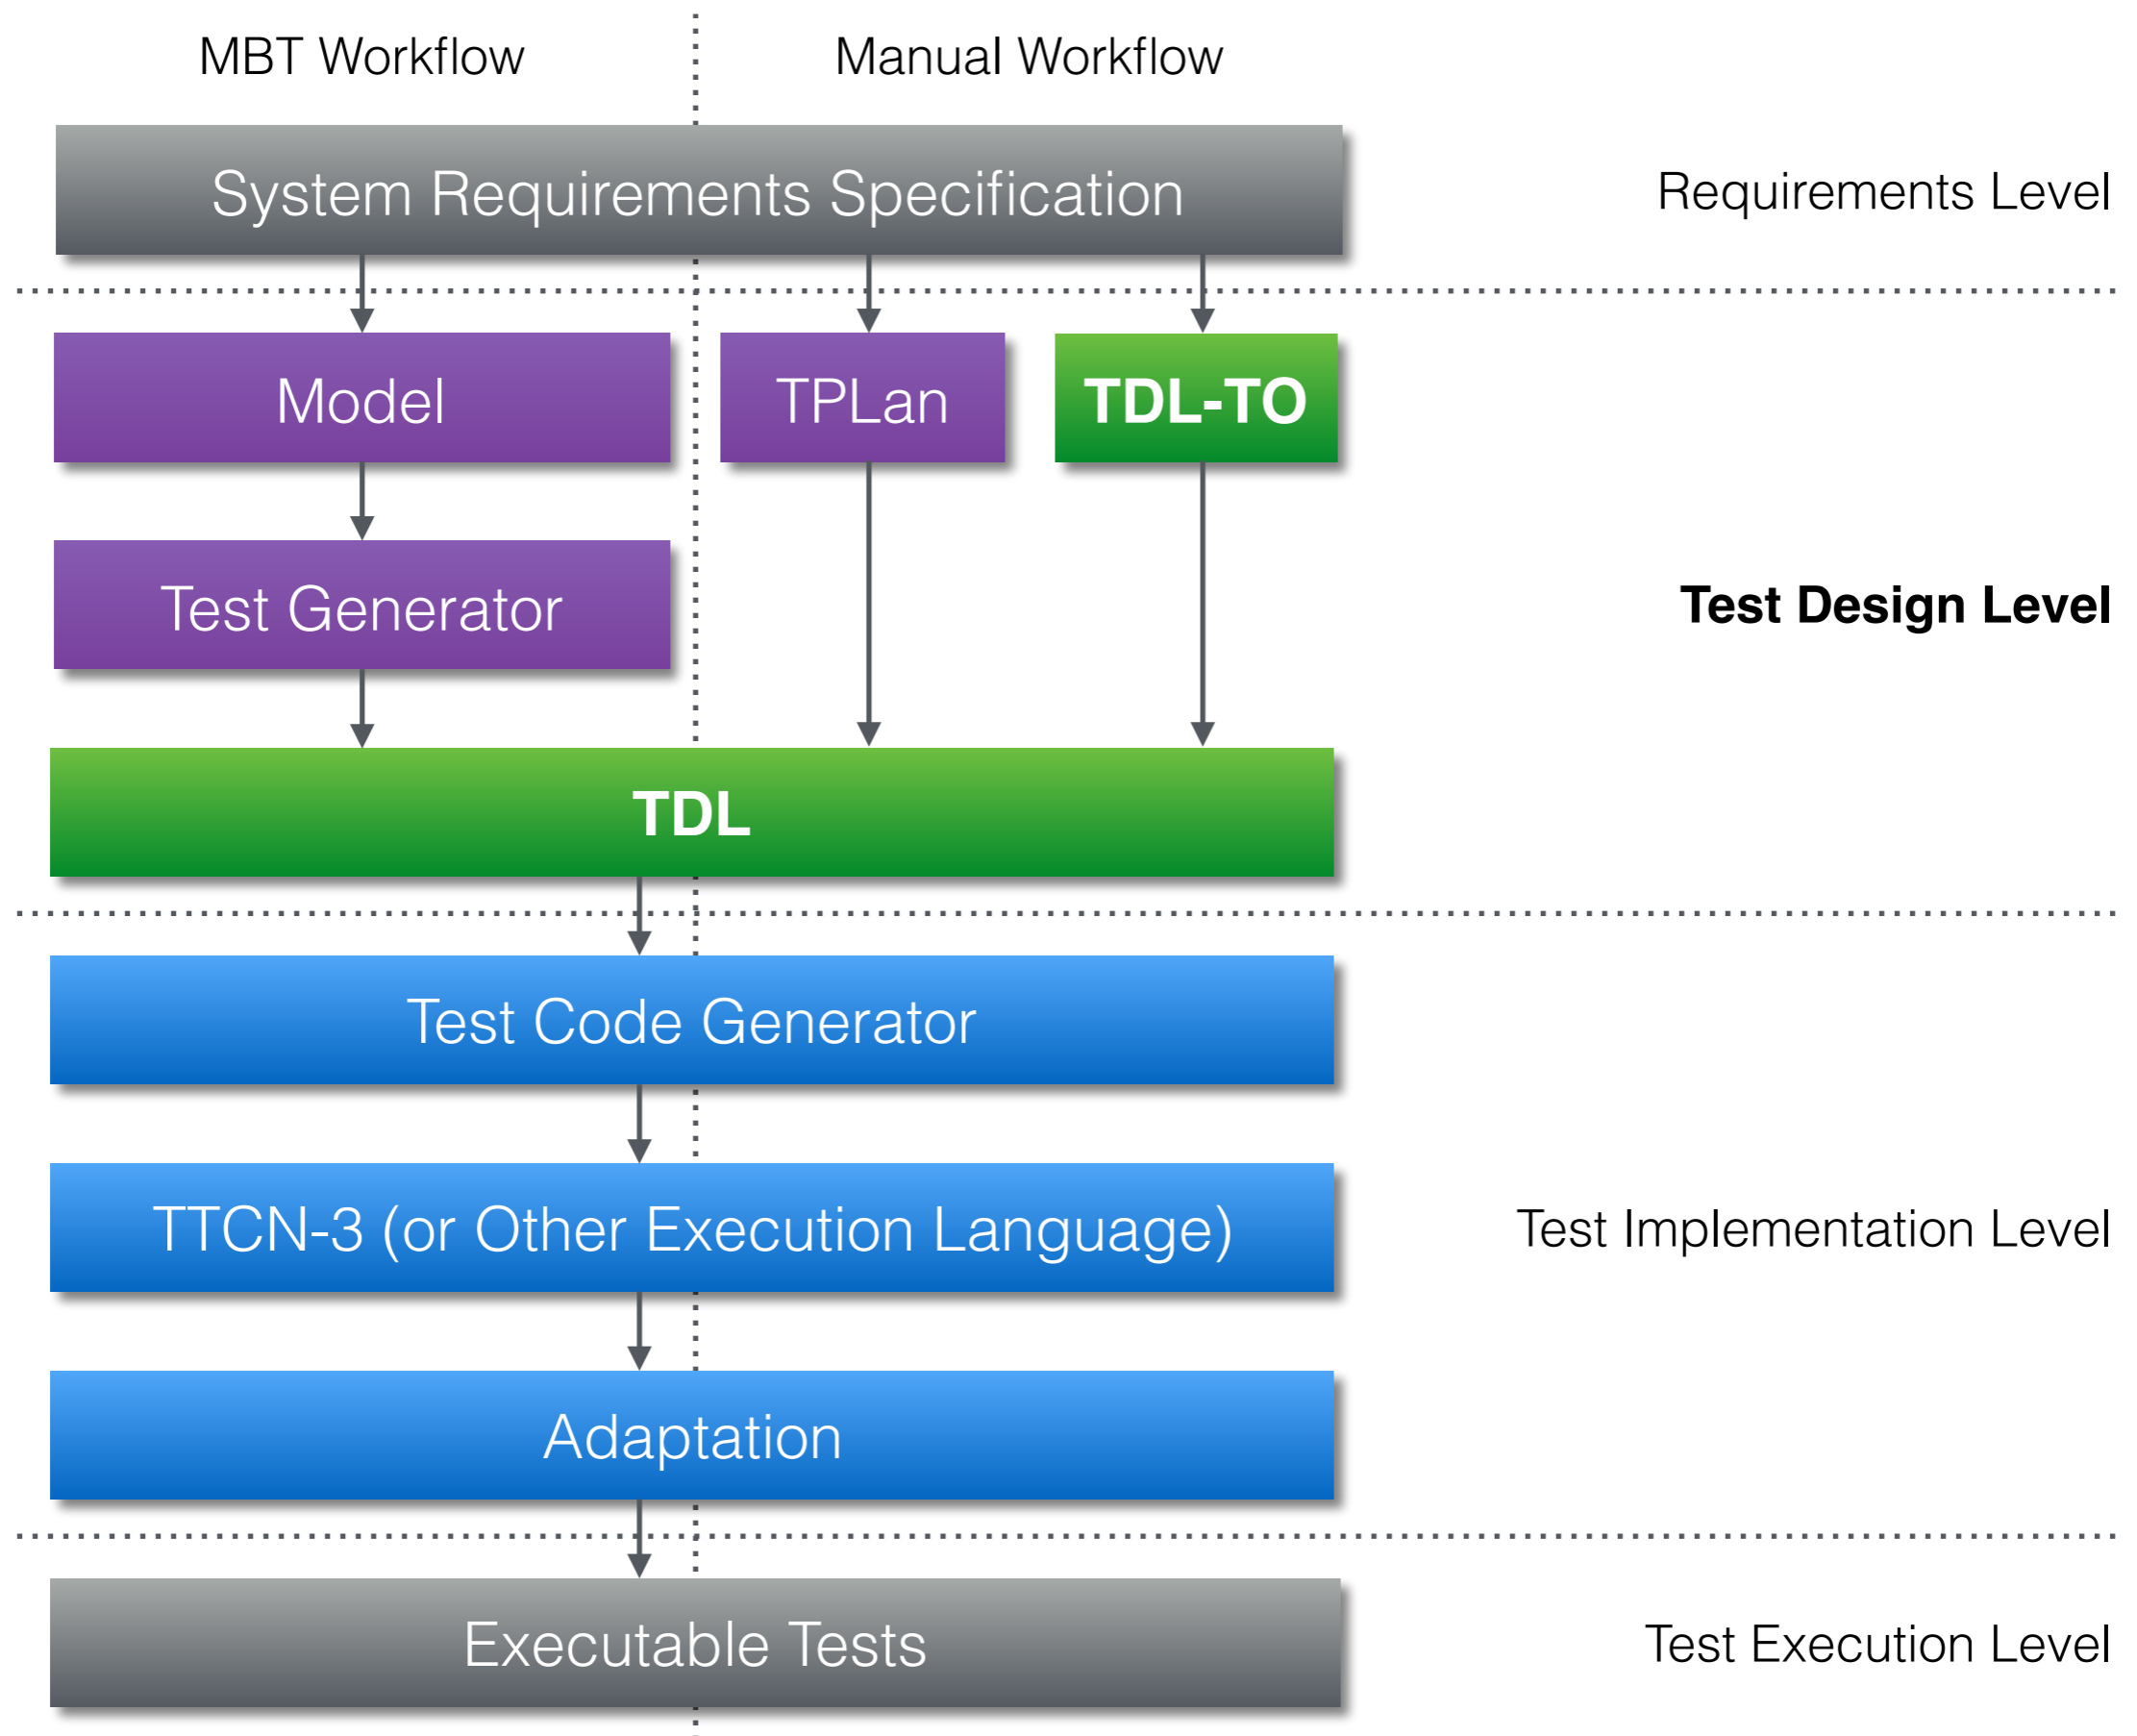 MBT Workflow
Manual Workflow
System Requirements Specification
Requirements Level
Model
TPLan
TDL-TO
Test Generator
Test Design Level
TDL
Test Code Generator
TTCN-3 (or Other Execution Language)
Test Implementation Level
Adaptation
Executable Tests
Test Execution Level